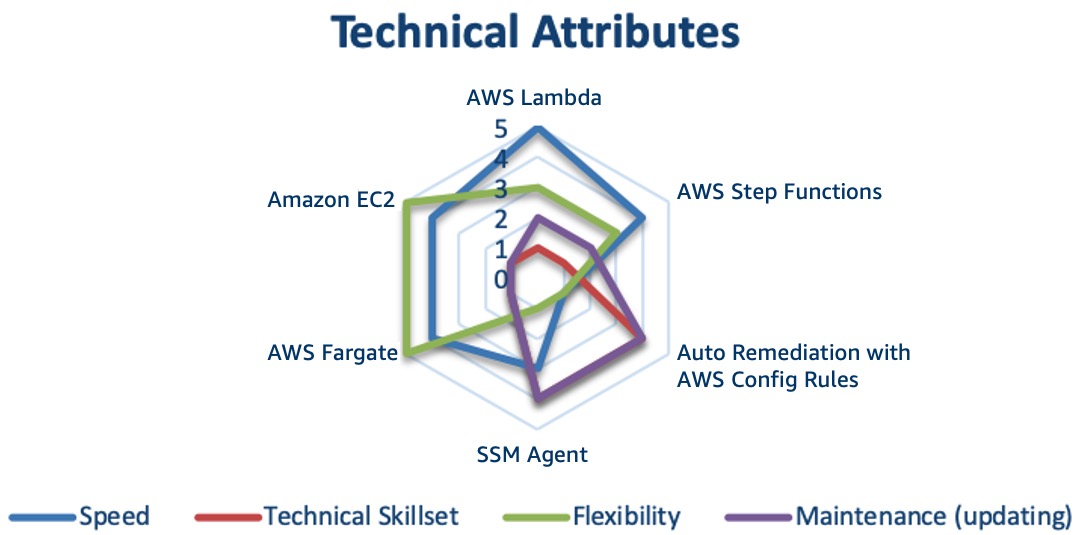 Technical Attributes
AWS Lambda
5
4
3
2
1
0
Amazon EC2
AWS Step Functions
AWS Fargate
Auto Remediation with
AWS Config Rules
SSM Agent
Speed
Technical Skillset
Flexibility
Maintenance (updating)